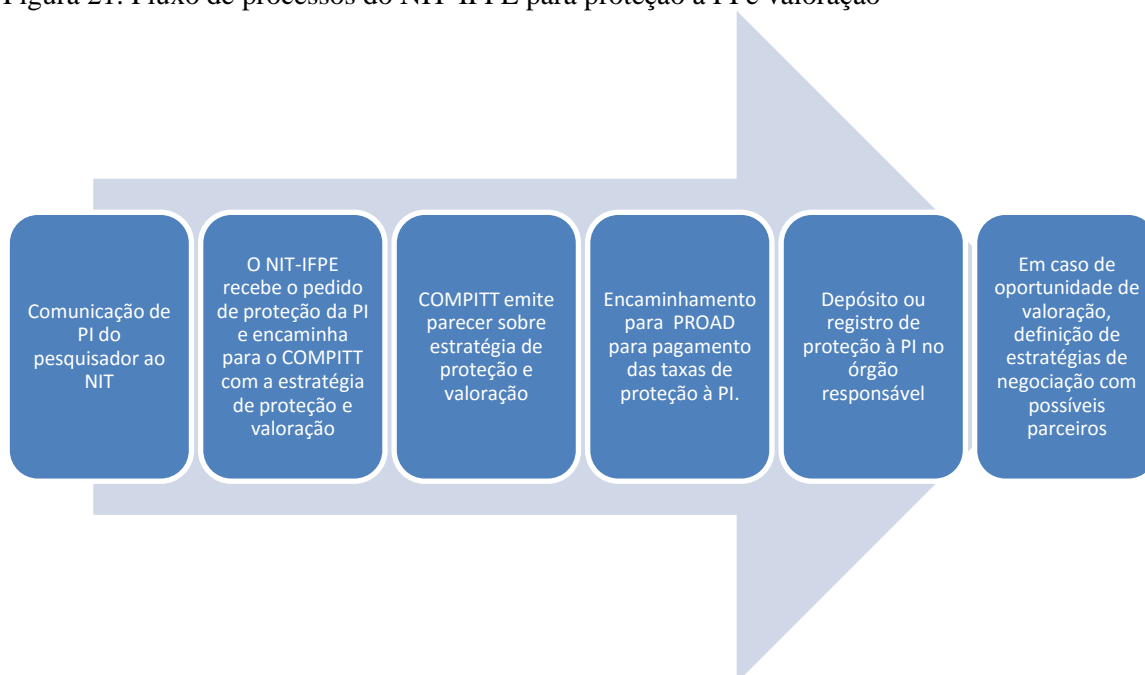 Figura 21: Fluxo de processos do NIT-IFPE para proteção à PI e valoração
Comunicação de
PI do
pesquisador ao
NIT
O NIT-IFPE
recebe o pedido
de proteção da PI
e encaminha
para o COMPITT
com a estratégia
de proteção e
valoração
COMPITT emite
parecer sobre
estratégia de
proteção e
valoração
Encaminhamento
para PROAD
para pagamento
das taxas de
proteção à PI.
Depósito ou
registro de
proteção à PI no
órgão
responsável
Em caso de
oportunidade de
valoração,
definição de
estratégias de
negociação com
possíveis
parceiros